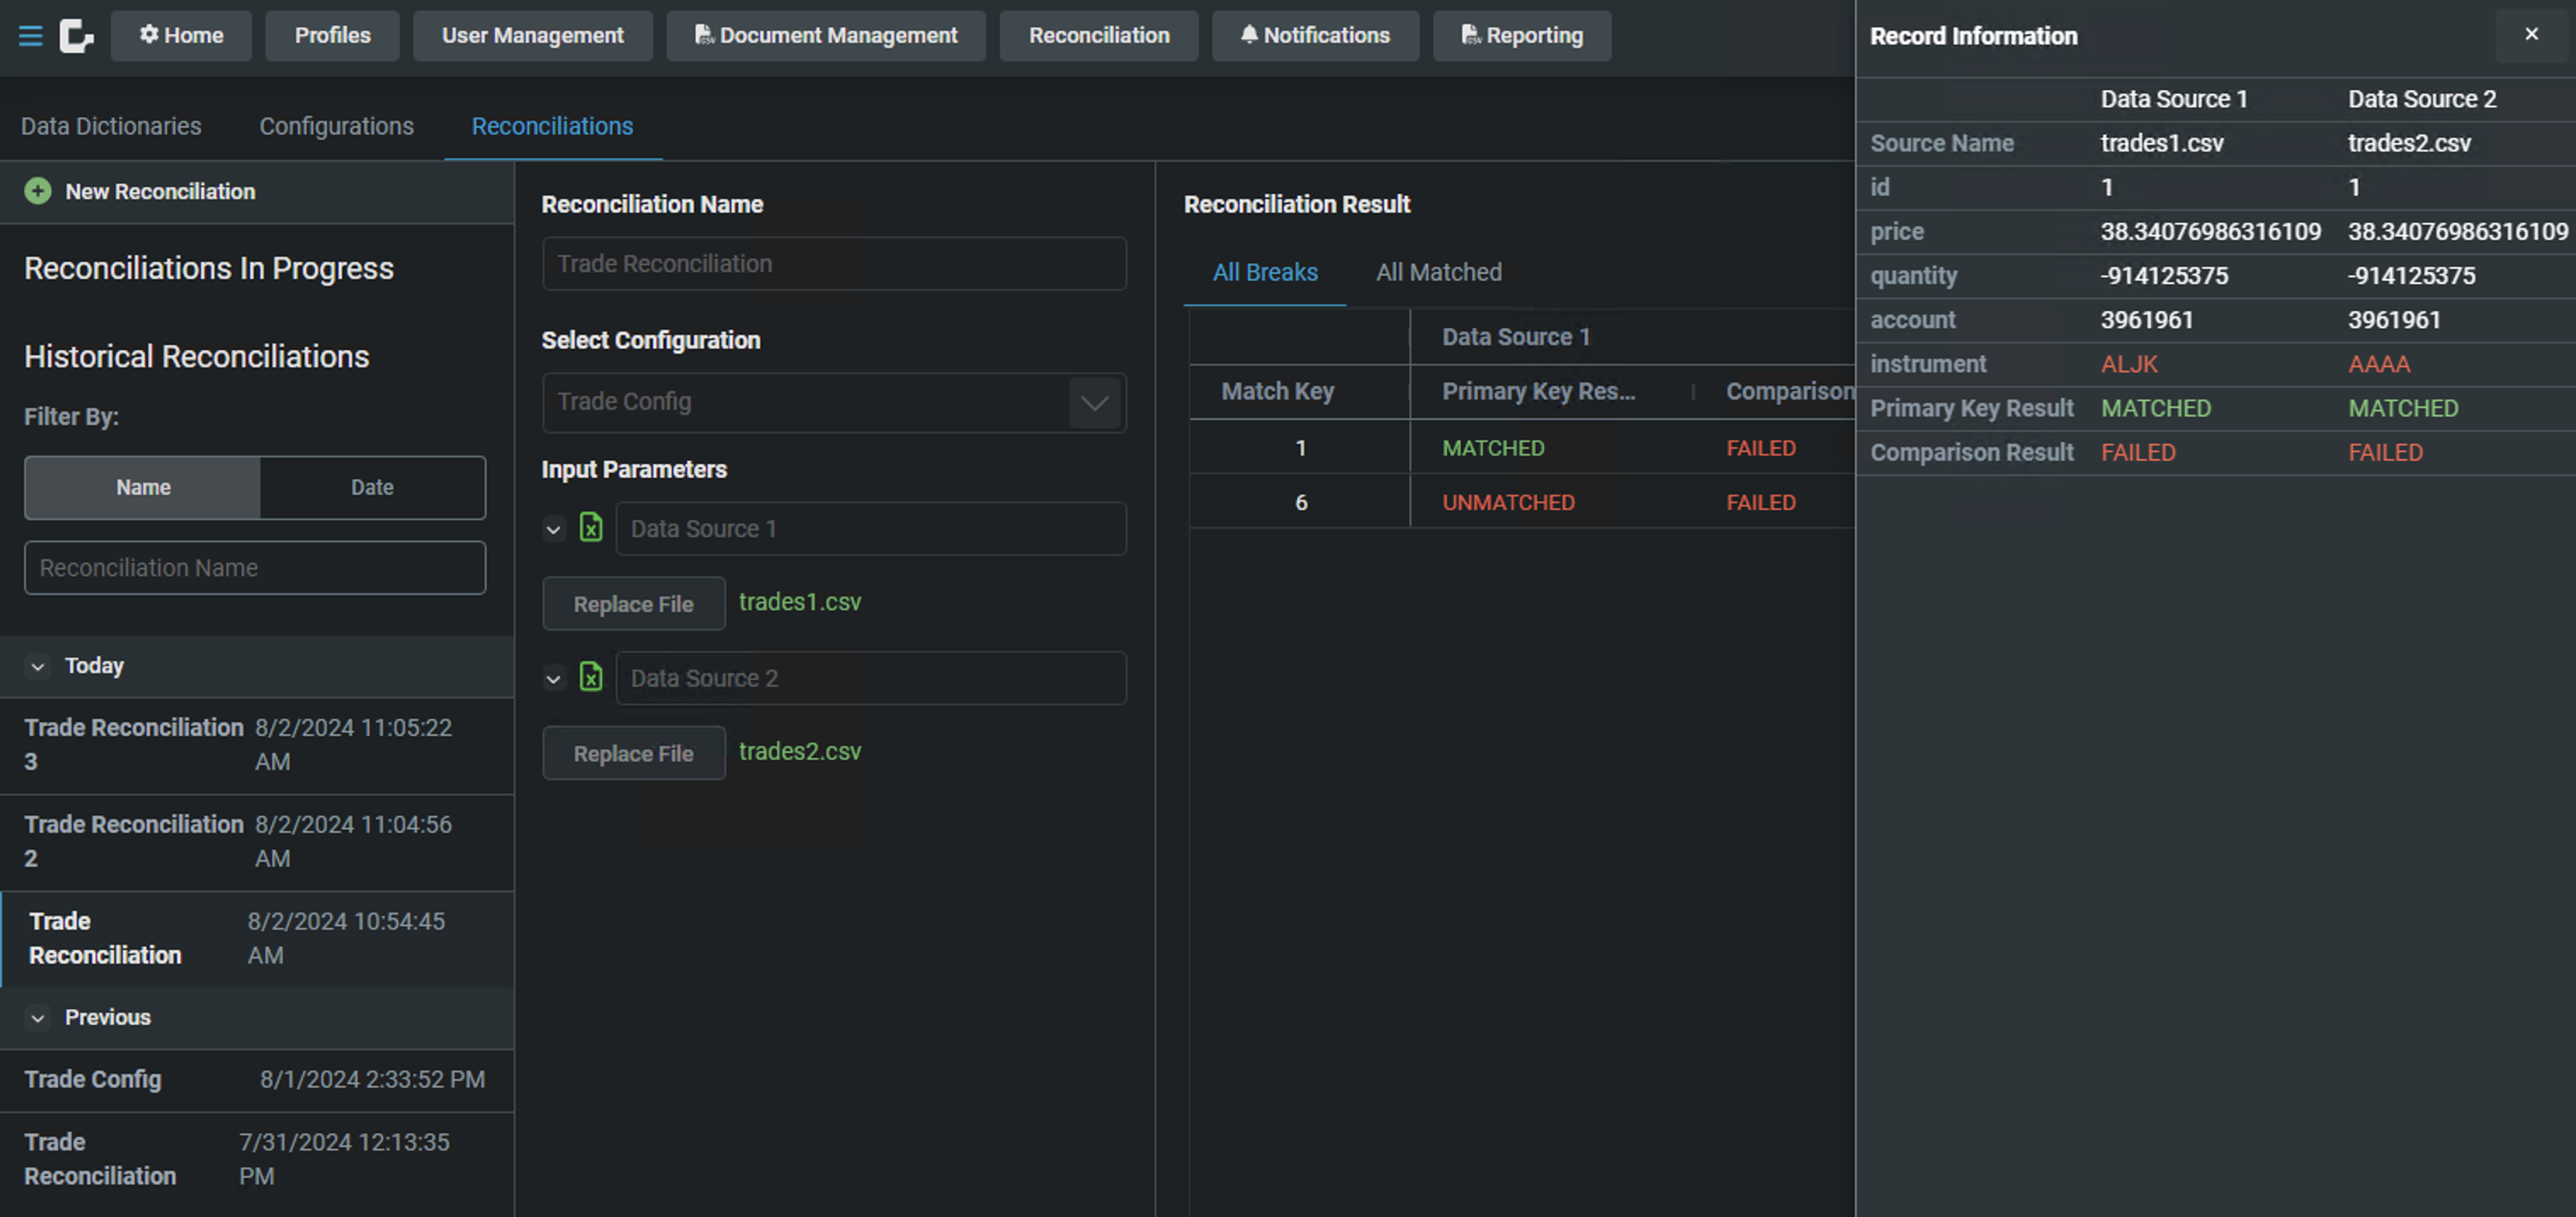 Home Profiles User Management Document Management Reconciliation Notifications Reporting
Data Dictionaries Configurations Reconciliations
New Reconciliation
Reconciliations In Progress
Historical Reconciliations
Filter By:
Name Date
Reconciliation Name
Today
Trade Reconciliation 8/2/2024 11:05:22
3 AM
Trade Reconciliation 8/2/2024 11:04:56
2 AM
Trade 8/2/2024 10:54:45
Reconciliation AM
Previous
Trade Config 8/1/2024 2:33:52 PM
Trade 7/31/2024 12:13:35
Reconciliation PM
Reconciliation Name
Trade Reconciliation
Select Configuration
Trade Config
Input Parameters
Data Source 1
Replace File trades1.csv
Data Source 2
Replace File trades2.csv
Reconciliation Result
All Breaks All Matched
Data Source 1
Match Key Primary Key Res... Comparison
1 MATCHED FAILED
6 UNMATCHED FAILED
Record Information
Data Source 1 Data Source 2
Source Name trades1.csv trades2.csv
id 1 1
price 38.34076986316109 38.34076986316109
quantity -914125375 -914125375
account 3961961 3961961
instrument ALJK AAAA
Primary Key Result MATCHED MATCHED
Comparison Result FAILED FAILED